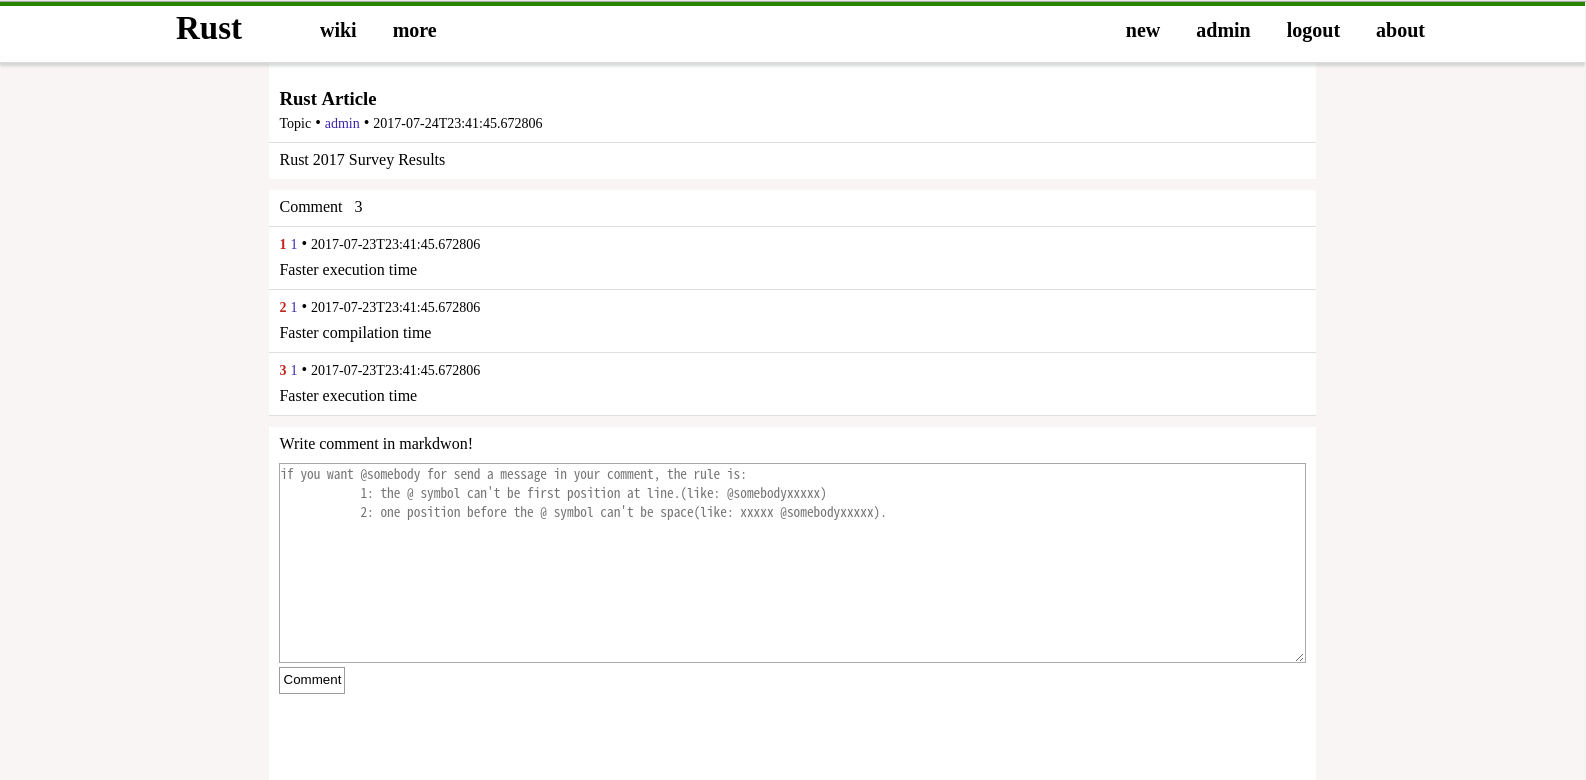 Rust wiki more new admin logout about
Rust Article
Topic • admin • 2017-07-24T23:41:45.672806
Rust 2017 Survey Results
Comment 3
1 1 • 2017-07-23T23:41:45.672806
Faster execution time
2 1 • 2017-07-23T23:41:45.672806
Faster compilation time
3 1 • 2017-07-23T23:41:45.672806
Faster execution time
Write comment in markdwon!
if you want @somebody for send a message in your comment, the rule is:
1: the @ symbol can't be first position at line.(like: @somebodyxxxxx)
2: one position before the @ symbol can't be space(like: xxxxx @somebodyxxxxx).
Comment